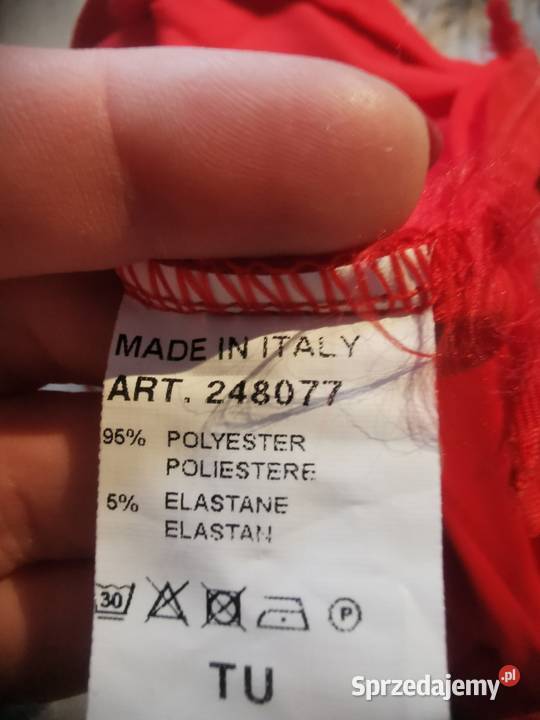 MADE IN ITALY
ART. 248077
95% POLYESTER
POLIESTERE
5% ELASTANE
ELASTAN
30 P
TU
Sprzedajemy.pl